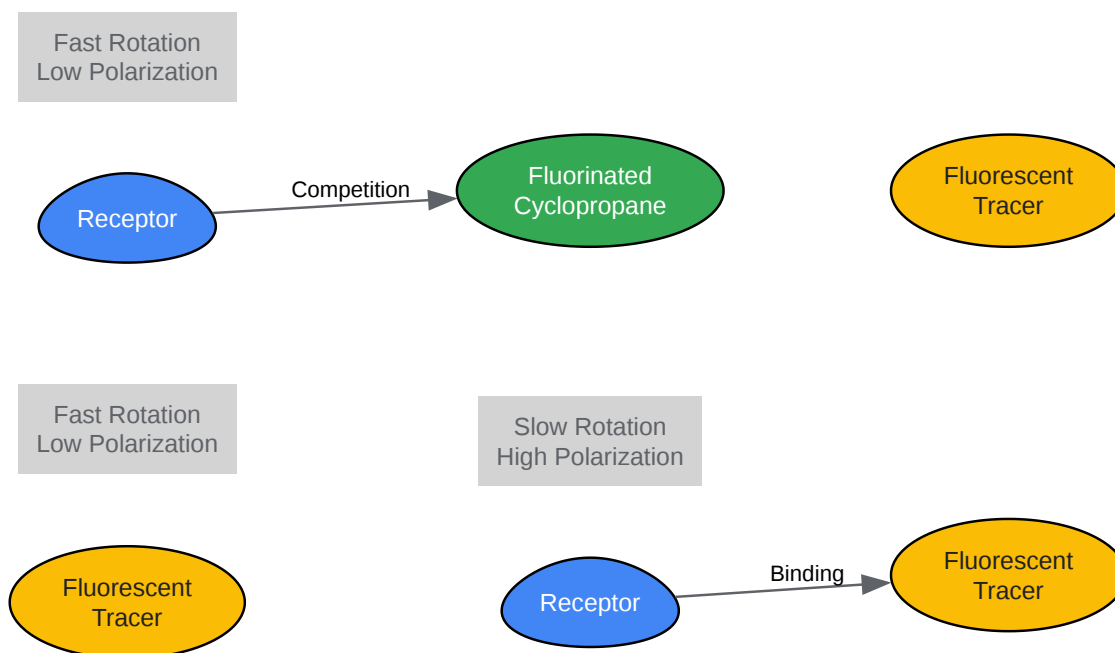 Fast Rotation
Low Polarization
Receptor
Competition
Fluorinated
Cyclopropane
Fluorescent
Tracer
Fast Rotation
Low Polarization
Slow Rotation
High Polarization
Fluorescent
Tracer
Receptor
Binding
Fluorescent
Tracer